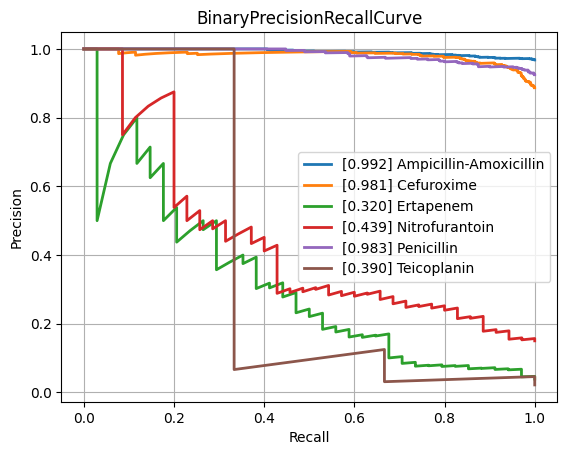 BinaryPrecisionRecallCurve
1.0
0.8
0.6
0.4
0.2
0.0
Precision
[0.992] Ampicillin-Amoxicillin
[0.981] Cefuroxime
[0.320] Ertapenem
[0.439] Nitrofurantoin
[0.983] Penicillin
[0.390] Teicoplanin
0.0 0.2 0.4 0.6 0.8 1.0
Recall